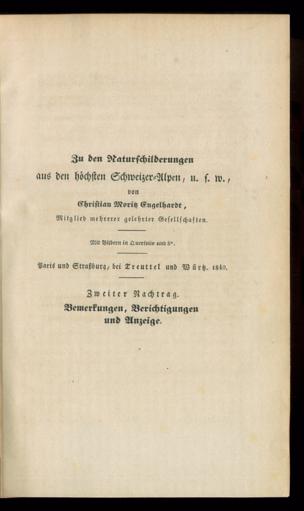 Zu den Naturschilderungen
aus den höchsten Schweizer-Alpen, u. s. w.,
von
Christian Moritz Engelhardt,
Mitglied mehrerer gelehrter Gesellschaften.
Mit Bildern in Querfolio und 8°.
Paris und Straßburg, bei Treuttel und Würtz. 1840.
Zweiter Nachtrag.
Bemerkungen, Berichtigungen
und Anzeige.